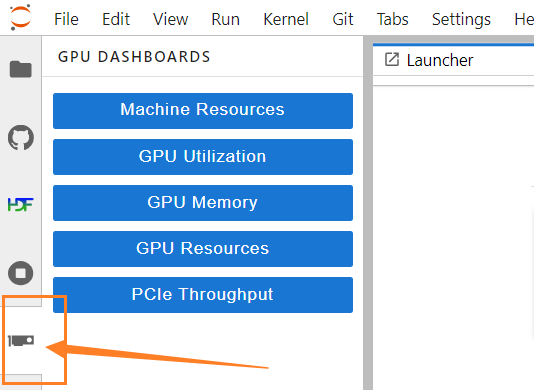 File Edit View Run Kernel Git Tabs Settings He
GPU DASHBOARDS
Launcher
Machine Resources
GPU Utilization
HDF
GPU Memory
GPU Resources
PCIe Throughput